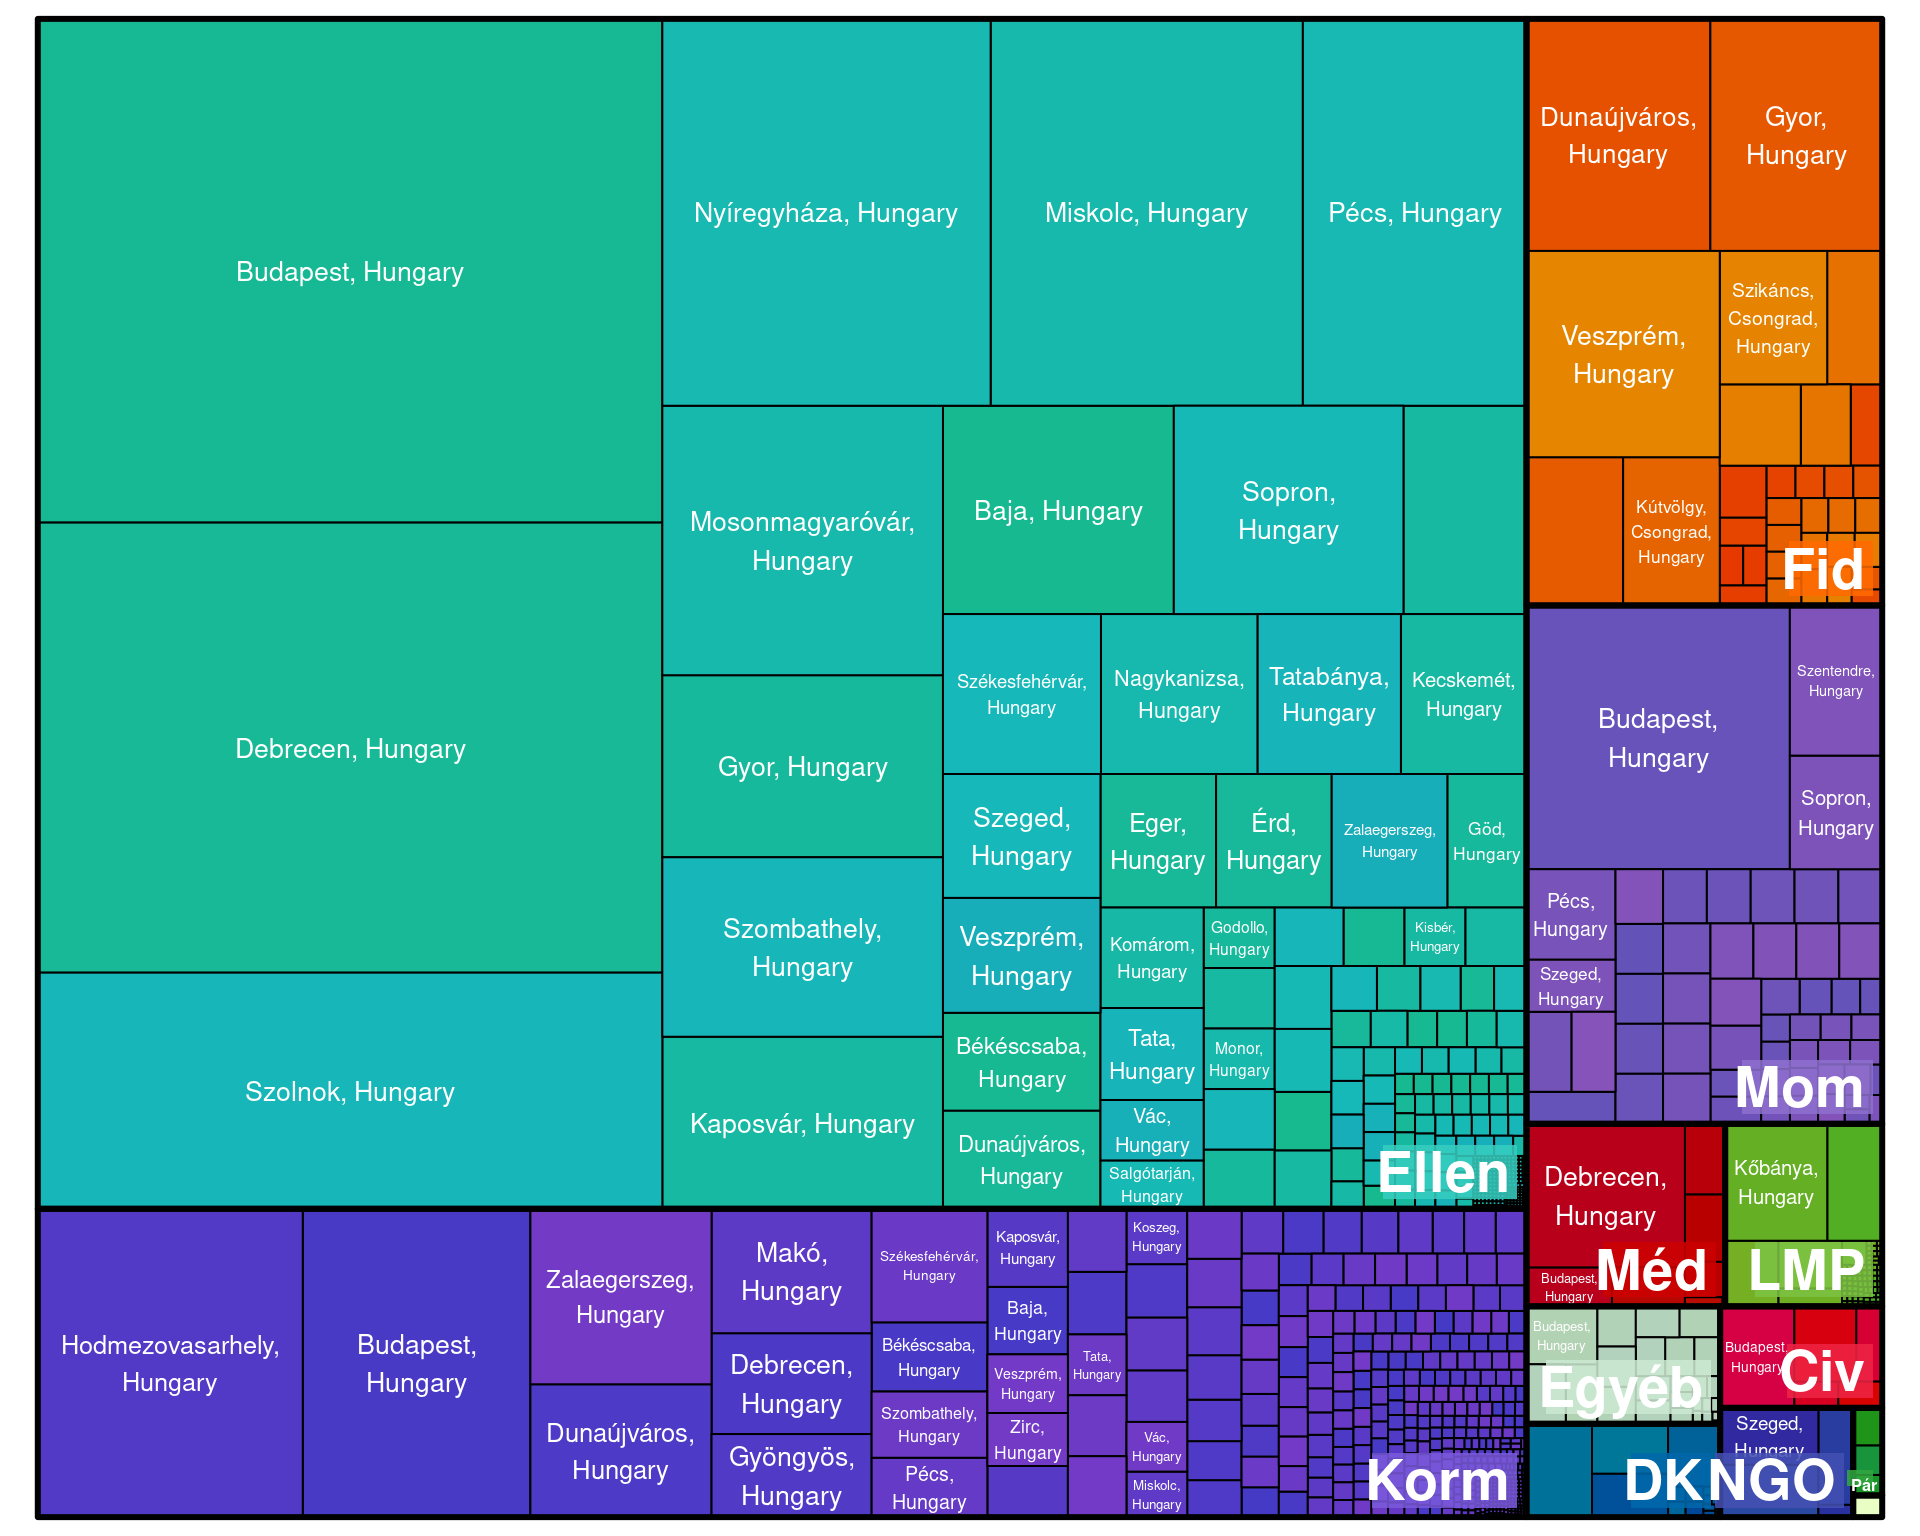 Budapest, Hungary
Debrecen, Hungary
Szolnok, Hungary
Nyíregyháza, Hungary
Miskolc, Hungary
Pécs, Hungary
Mosonmagyaróvár,
Hungary
Gyor, Hungary
Szombathely,
Hungary
Kaposvár, Hungary
Baja, Hungary
Sopron,
Hungary
Székesfehérvár,
Hungary
Nagykanizsa,
Hungary
Tatabánya,
Hungary
Kecskemét,
Hungary
Szeged,
Hungary
Veszprém,
Hungary
Békéscsaba,
Hungary
Dunaújváros,
Hungary
Eger,
Hungary
Érd,
Hungary
Zalaegerszeg,
Hungary
Göd,
Hungary
Komárom,
Hungary
Tata,
Hungary
Vác,
Hungary
Salgótarján,
Hungary
Godollo,
Hungary
Monor,
Hungary
Kisbér,
Hungary
Ellen
Hodmezovasarhely,
Hungary
Budapest,
Hungary
Zalaegerszeg,
Hungary
Dunaújváros,
Hungary
Makó,
Hungary
Debrecen,
Hungary
Gyöngyös,
Hungary
Székesfehérvár,
Hungary
Békéscsaba,
Hungary
Szombathely,
Hungary
Pécs,
Hungary
Kaposvár,
Hungary
Baja,
Hungary
Veszprém,
Hungary
Zirc,
Hungary
Tata,
Hungary
Koszeg,
Hungary
Vác,
Hungary
Miskolc,
Hungary
Korm
Dunaújváros,
Hungary
Gyor,
Hungary
Veszprém,
Hungary
Szikáncs,
Csongrad,
Hungary
Kútvölgy,
Csongrad,
Hungary
Fid
Budapest,
Hungary
Szentendre,
Hungary
Sopron,
Hungary
Pécs,
Hungary
Szeged,
Hungary
Mom
Debrecen,
Hungary
Budapest,
Hungary
Méd
Kőbánya,
Hungary
LMP
Budapest,
Hungary
Egyéb
Budapest,
Hungary
Civ
DK
Szeged,
Hungary
NGO
Pár